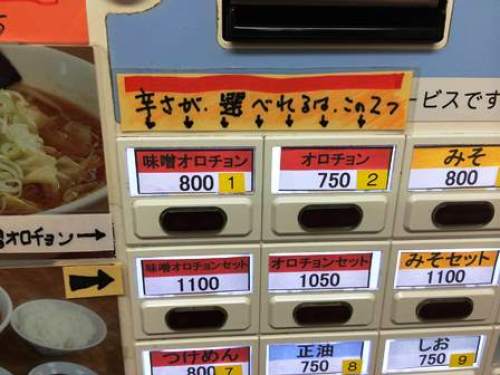 辛さが、選べれるは、この2つ
ビスです
味噌オロチョン
800 1
オロチョン
750 2
みそ
800
オロチョン→
味噌オロチョンセット
1100
オロチョンセット
1050
みそセット
1100
つけめん
800 7
正油
750 8
しお
750 9